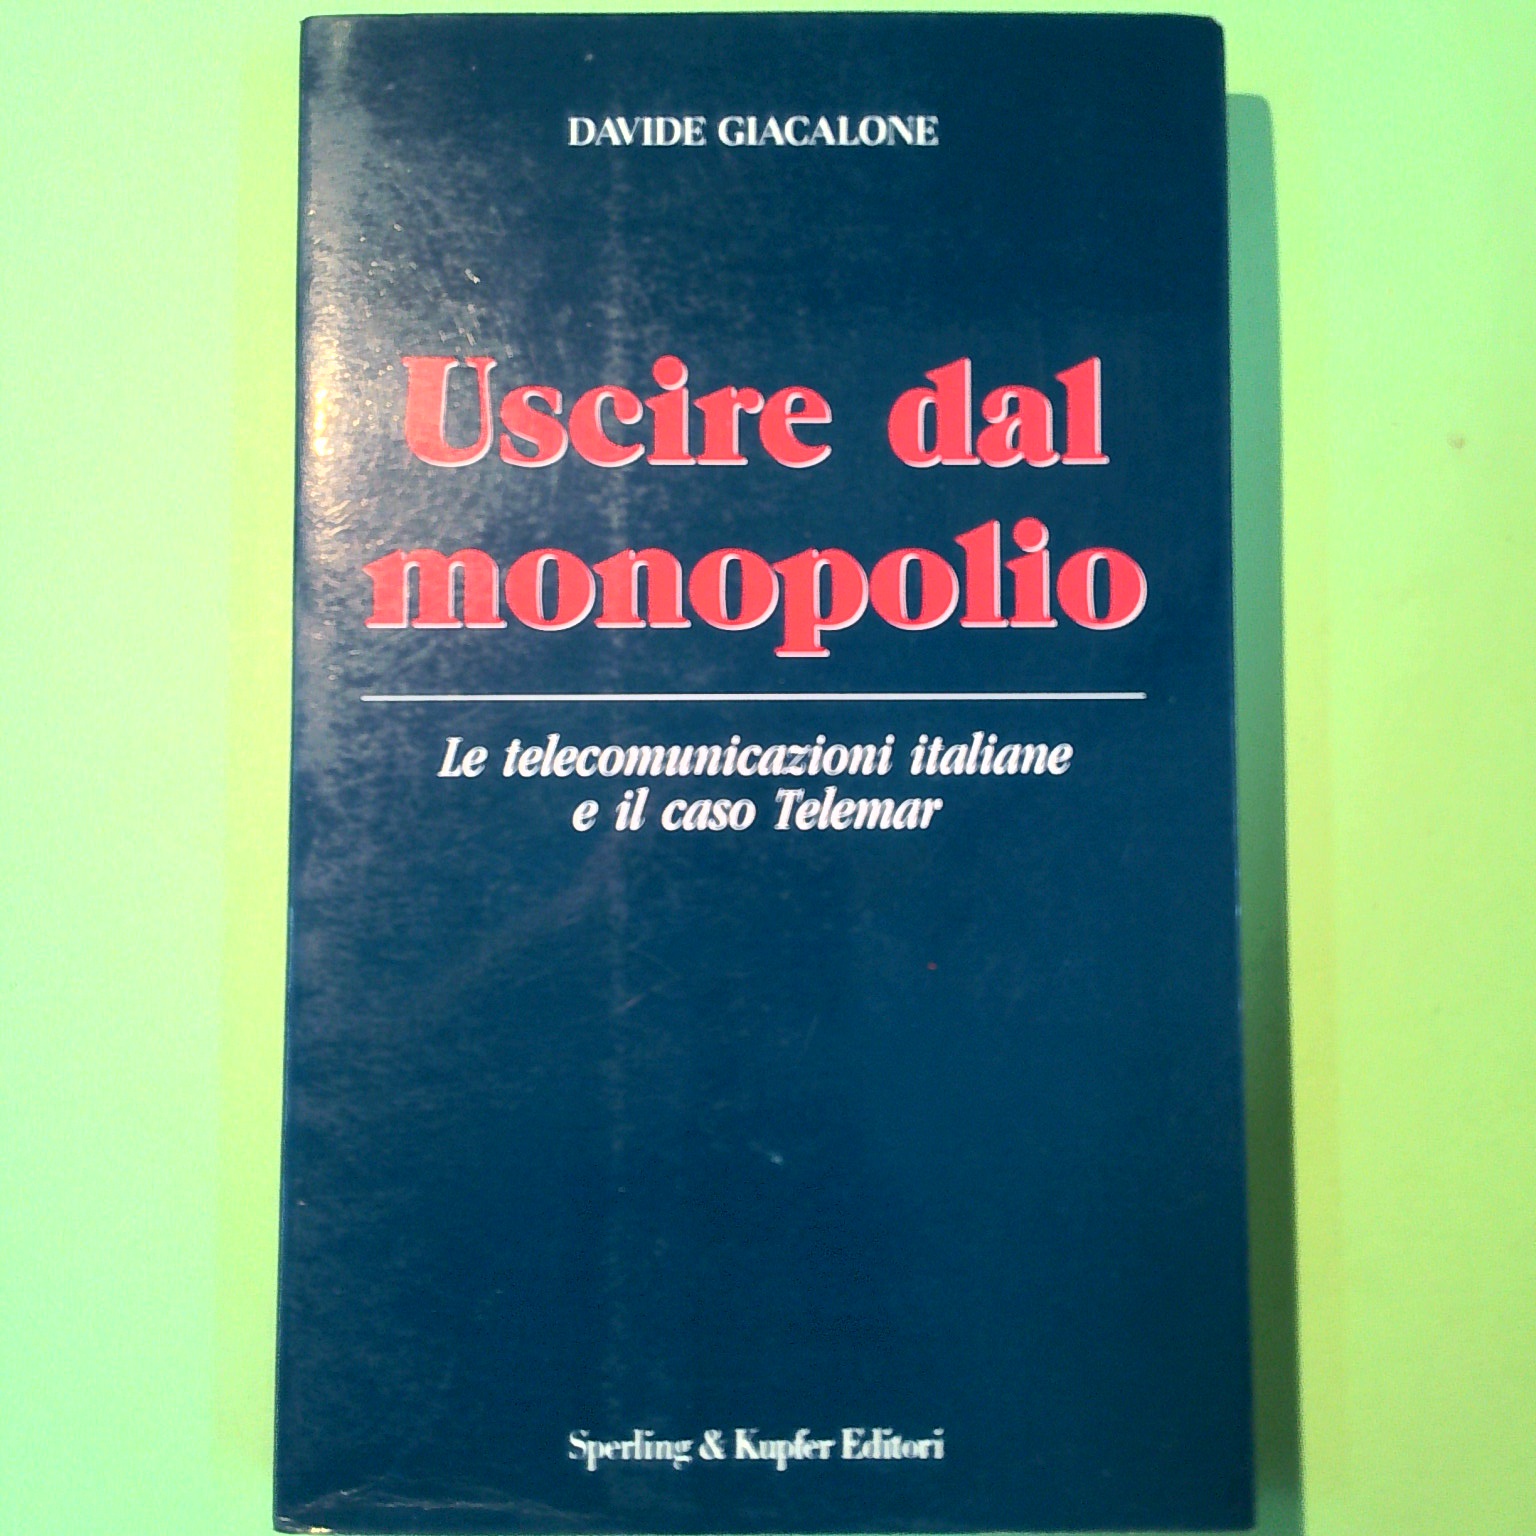 DAVIDE GIACALONE
Uscire dal
monopolio
Le telecomunicazioni italiane
e il caso Telemar
Sperling & Kupfer Editori